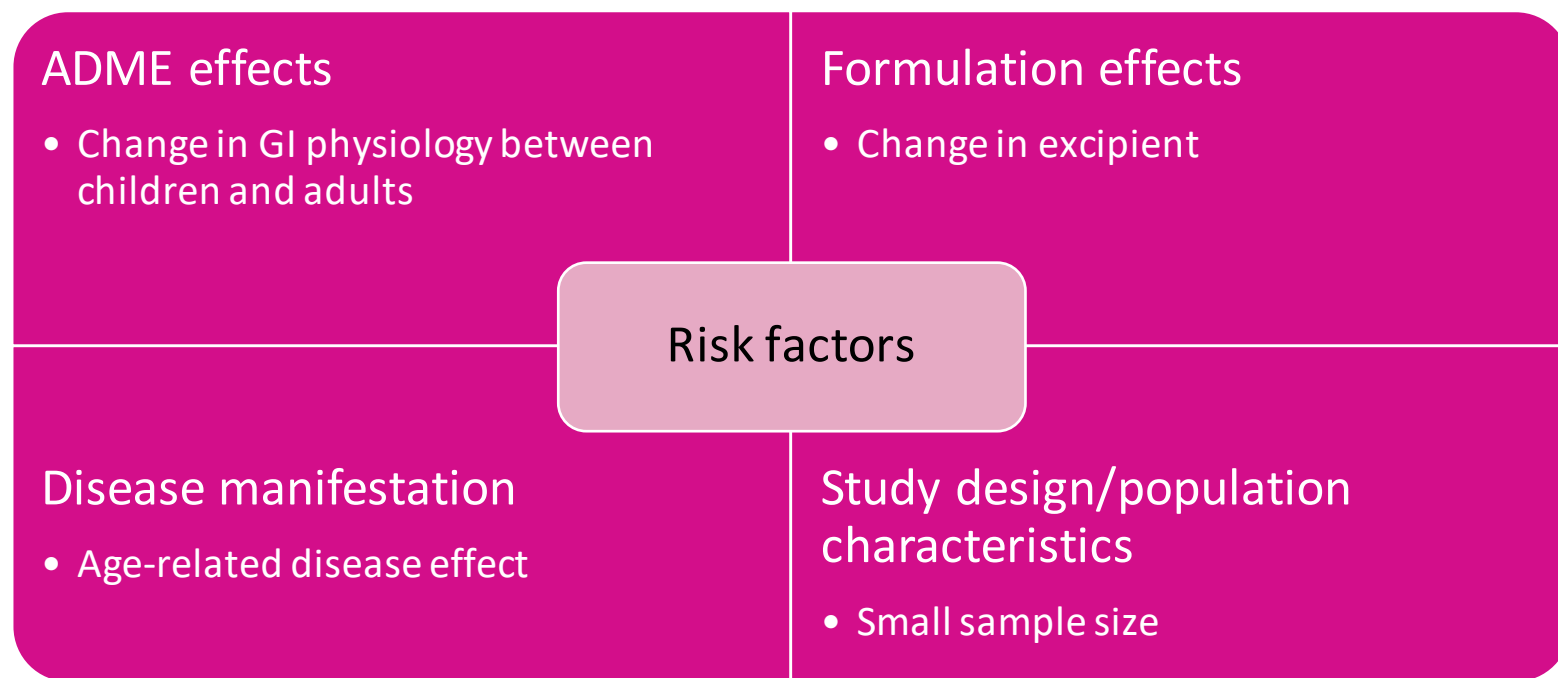 ADME effects
• Change in GI physiology between
children and adults
Formulation effects
• Change in excipient
Risk factors
Disease manifestation
• Age-related disease effect
Study design/population
characteristics
• Small sample size